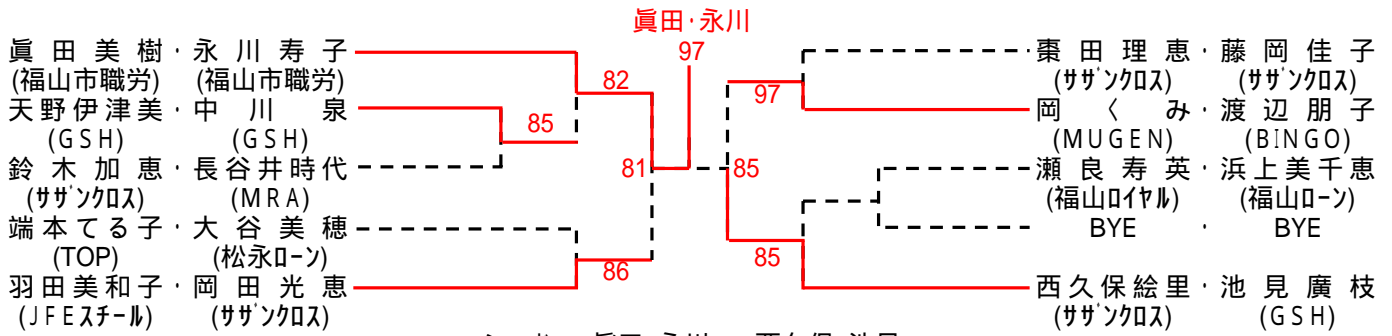 眞田・永川
97
眞田美樹・永川寿子
(福山市職労) (福山市職労)
天野伊津美・中川泉
(GSH) (GSH)
鈴木加恵・長谷井時代
(ｻｻﾞﾝｸﾛｽ) (MRA)
端本てる子・大谷美穂
(TOP) (松永ﾛｰﾝ)
羽田美和子・岡田光恵
(JFEｽﾁｰﾙ) (ｻｻﾞﾝｸﾛｽ)
82
85
81
86
97
85
85
棗田理恵・藤岡佳子
(ｻｻﾞﾝｸﾛｽ) (ｻｻﾞﾝｸﾛｽ)
岡くみ・渡辺朋子
(MUGEN) (BINGO)
瀬良寿英・浜上美千恵
(福山ﾛｲﾔﾙ) (福山ﾛｰﾝ)
BYE ・ BYE
西久保絵里・池見廣枝
(ｻｻﾞﾝｸﾛｽ) (GSH)